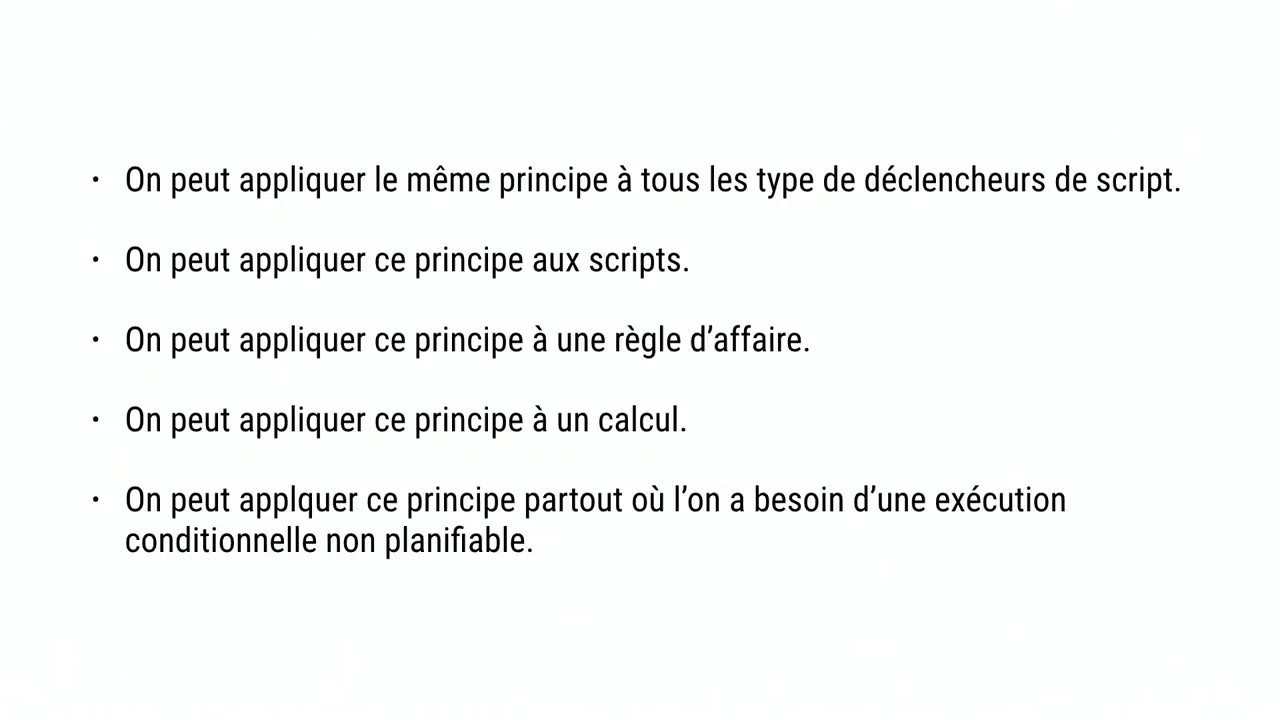 · On peut appliquer le même principe à tous les type de déclencheurs de script.
· On peut appliquer ce principe aux scripts.
· On peut appliquer ce principe à une règle d’affaire.
· On peut appliquer ce principe à un calcul.
· On peut applquer ce principe partout où l’on a besoin d’une exécution
conditionnelle non planifiable.